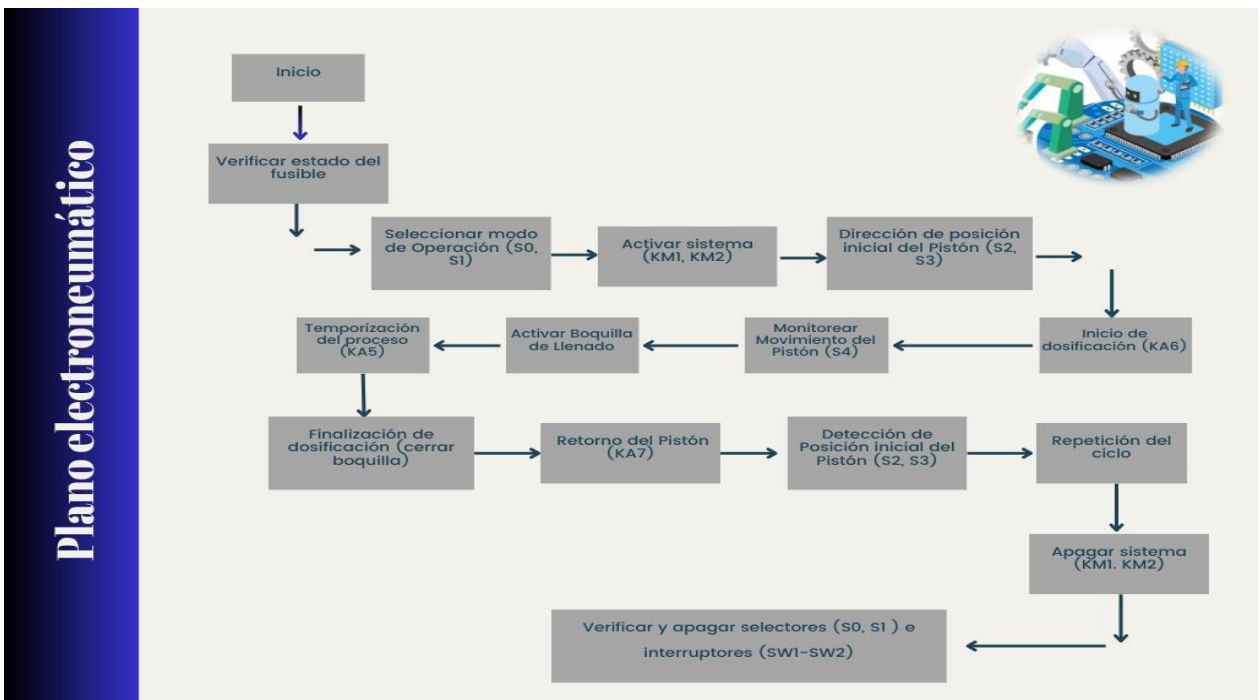 Plano electroneumático
Inicio
Verificar estado del
fusible
Seleccionar modo
de Operación (S0,
S1)
Activar sistema
(KM1, KM2)
Dirección de posición
inicial del Pistón (S2,
S3)
Inicio de
dosificación (KA6)
Monitorear
Movimiento del
Pistón (S4)
Activar Boquilla
de Llenado
Temporización
del proceso
(KA5)
Finalización de
dosificación (cerrar
boquilla)
Retorno del Pistón
(KA7)
Detección de
Posición inicial del
Pistón (S2, S3)
Repetición del
ciclo
Apagar sistema
(KM1. KM2)
Verificar y apagar selectores (S0, S1 ) e
interruptores (SW1-SW2)